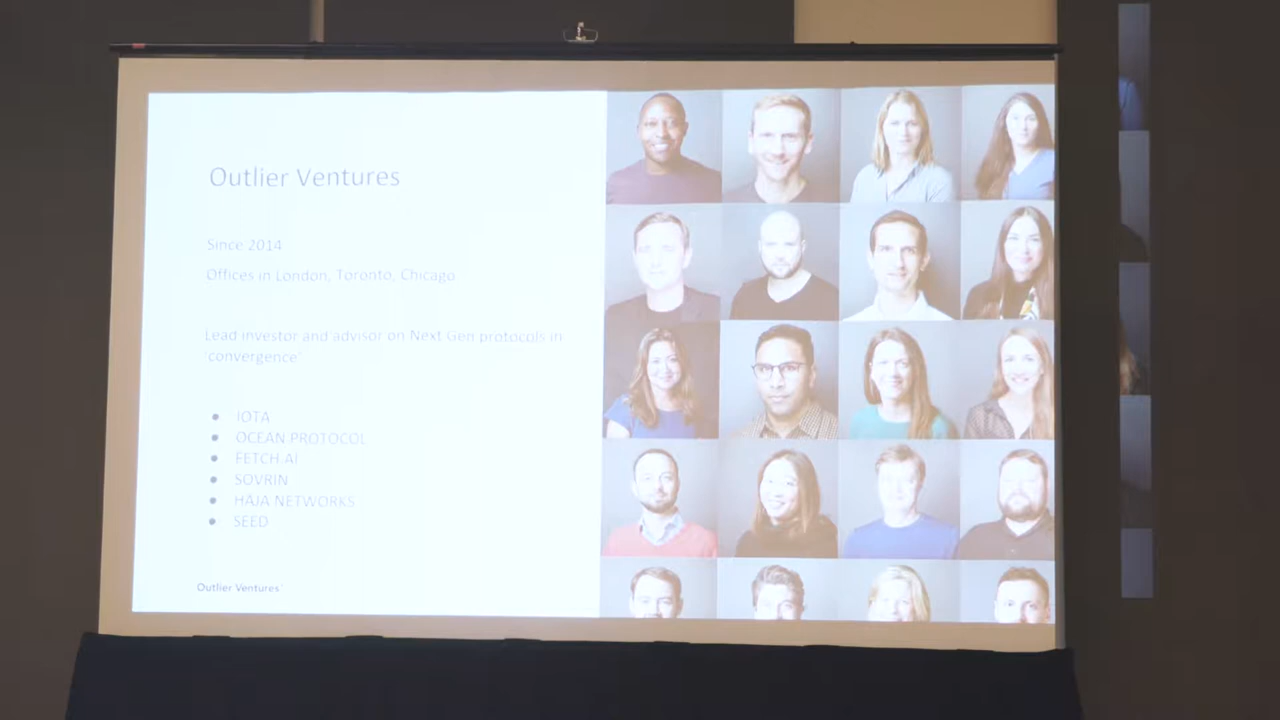 Outlier Ventures
Since 2014
Offices in London, Toronto, Chicago
Lead investor and advisor on Next Gen protocols in
'convergence'
● IOTA
● OCEAN PROTOCOL
● FETCH.AI
● SOVRIN
● HAJA NETWORKS
● SEED
Outlier Ventures